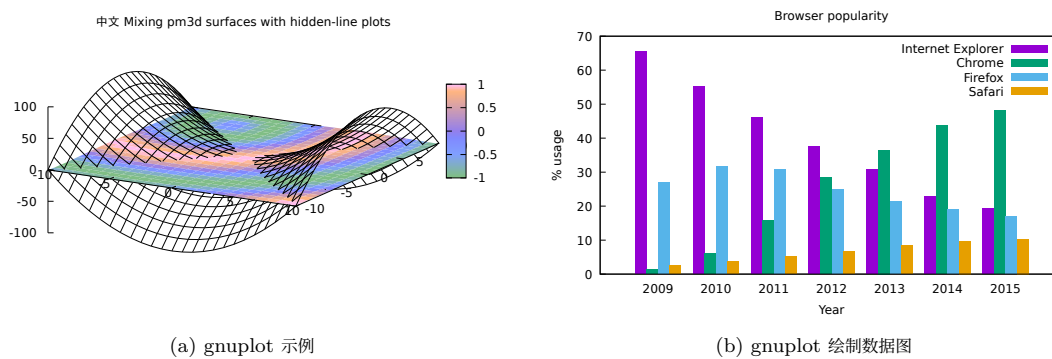 中文 Mixing pm3d surfaces with hidden-line plots
100
50
0
-50
-100
-10
-5
0
5
10
-10
-5
0
5
1
0.5
0
-0.5
-1
(a) gnuplot 示例
Browser popularity
% usage
70
60
50
40
30
20
10
0
Internet Explorer
Chrome
Firefox
Safari
2009 2010 2011 2012 2013 2014 2015
Year
(b) gnuplot 绘制数据图